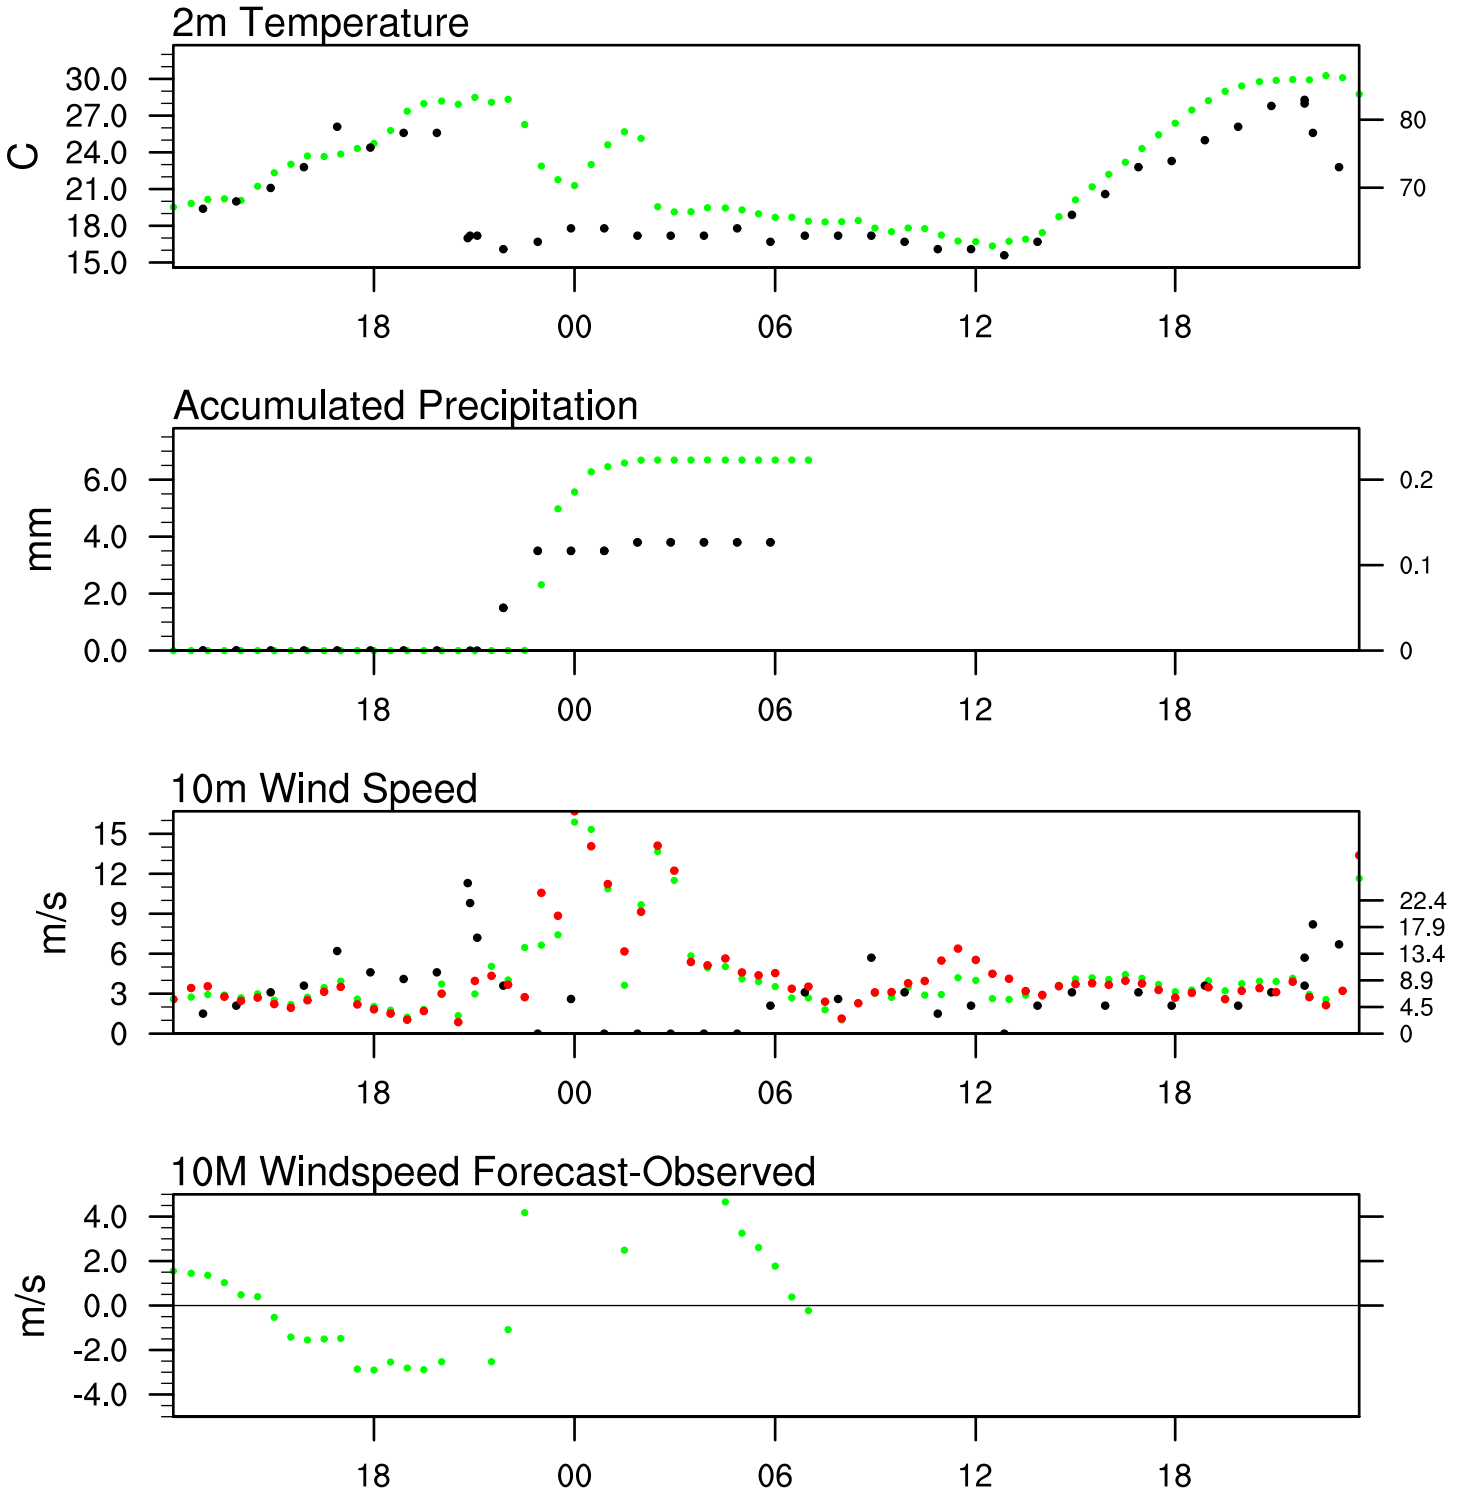 2m Temperature
30.0
27.0
24.0
21.0
18.0
15.0
C
80
70
18 00 06 12 18
Accumulated Precipitation
6.0
4.0
2.0
0.0
mm
0.2
0.1
0
18 00 06 12 18
10m Wind Speed
15
12
9
6
3
0
m/s
22.4
17.9
13.4
8.9
4.5
0
18 00 06 12 18
10M Windspeed Forecast-Observed
4.0
2.0
0.0
-2.0
-4.0
m/s
18 00 06 12 18